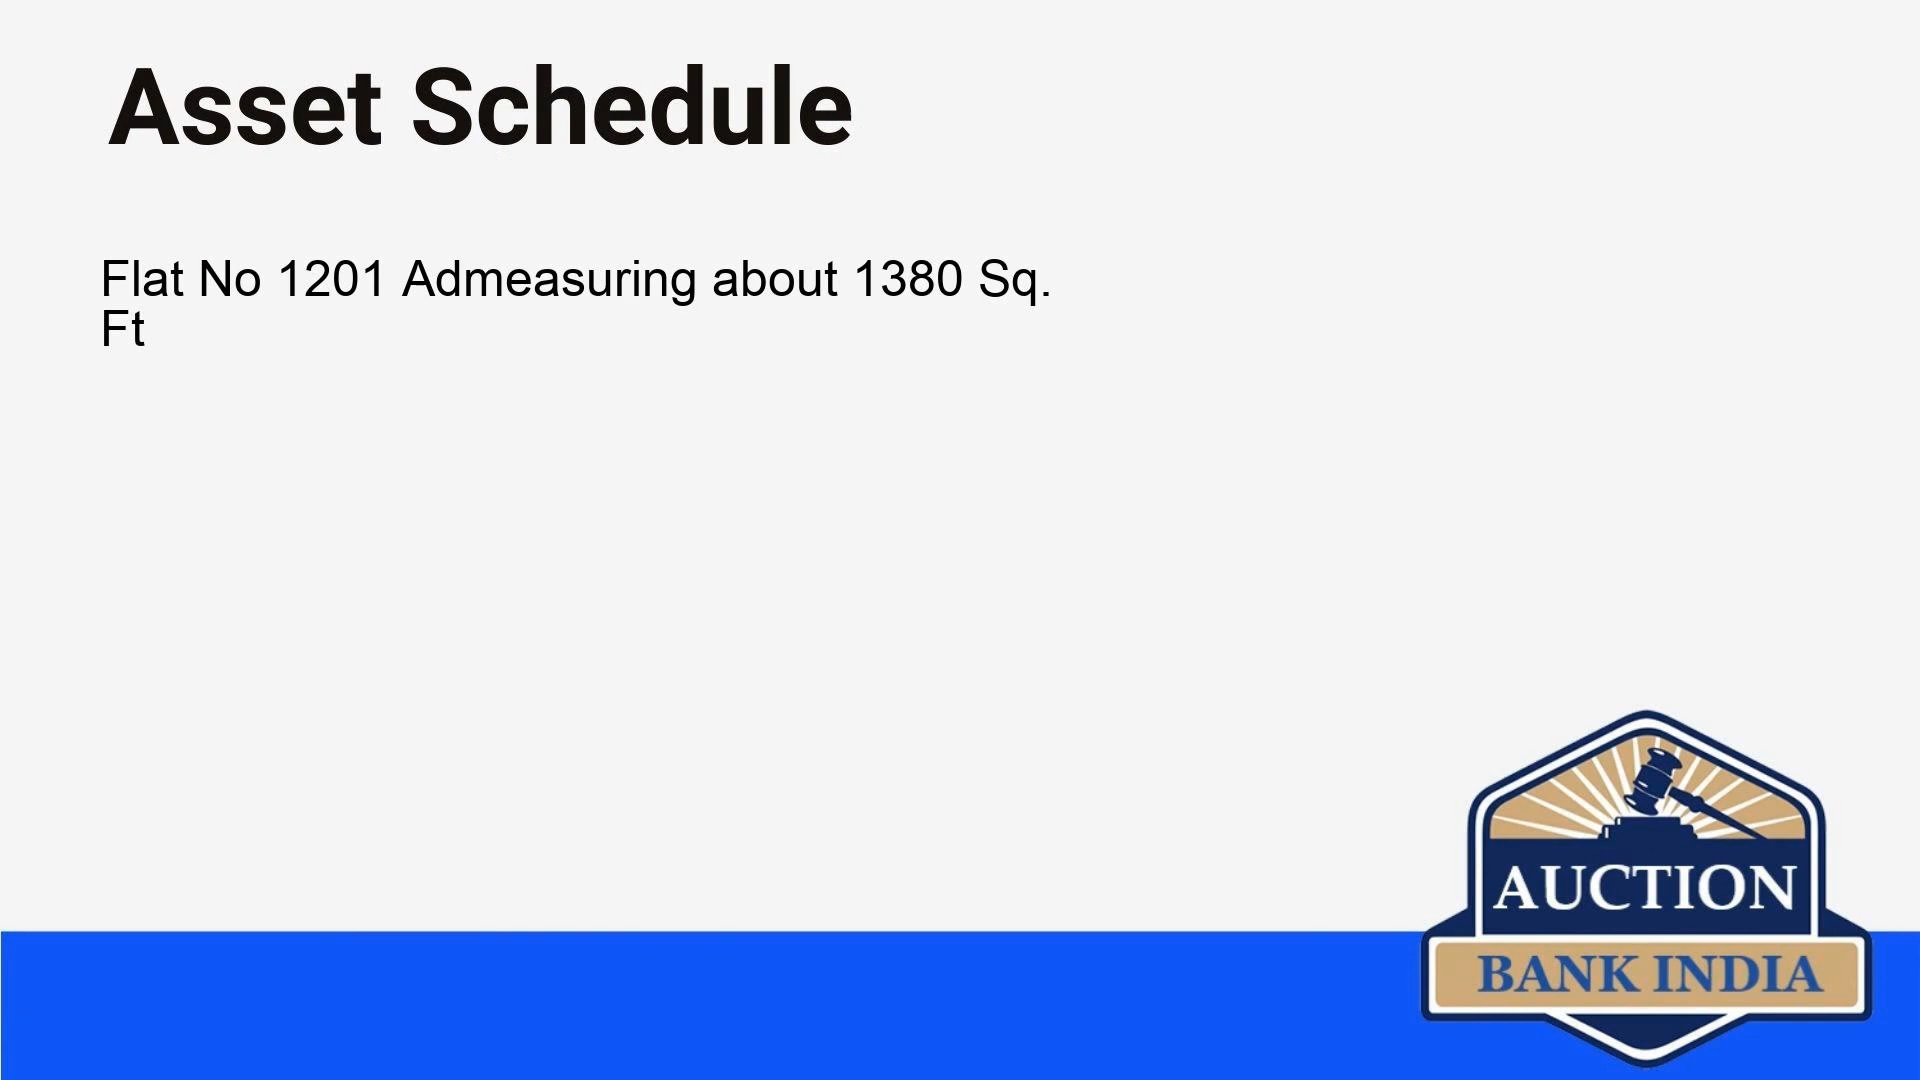 Asset Schedule
Flat No 1201 Admeasuring about 1380 Sq.
Ft
AUCTION
BANK INDIA